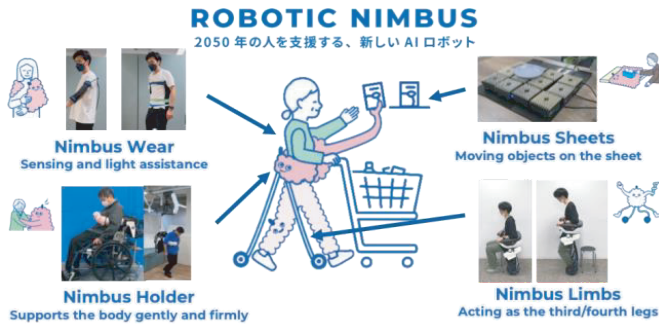 ROBOTIC NIMBUS
2050 年の人を支援する、新しい AI ロボット
Nimbus Wear
Sensing and light assistance
Nimbus Sheets
Moving objects on the sheet
Nimbus Holder
Supports the body gently and firmly
Nimbus Limbs
Acting as the third/fourth legs